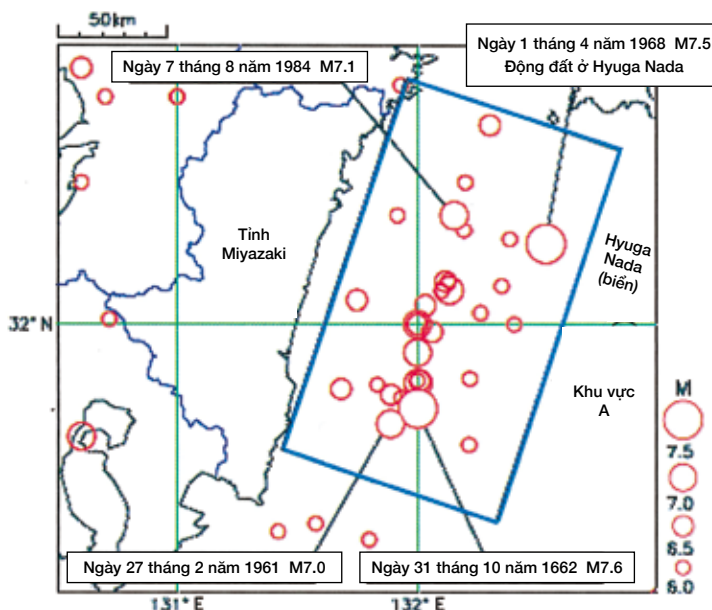 50km
Ngày 1 tháng 4 năm 1968 M7.5
Động đất ở Hyuga Nada
Ngày 7 tháng 8 năm 1984 M7.1
Tỉnh
Miyazaki
Hyuga
Nada
(biển)
32° N
Khu vực
A
M
7.5
7.0
6.5
6.0
Ngày 27 tháng 2 năm 1961 M7.0
Ngày 31 tháng 10 năm 1662 M7.6
131° E
132° E